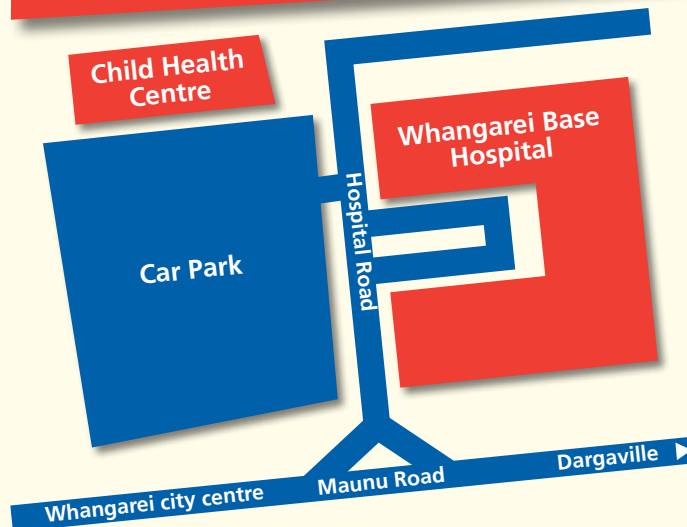 Child Health
Centre
Whangarei Base
Hospital
Hospital Road
Car Park
Whangarei city centre
Maunu Road
Dargaville